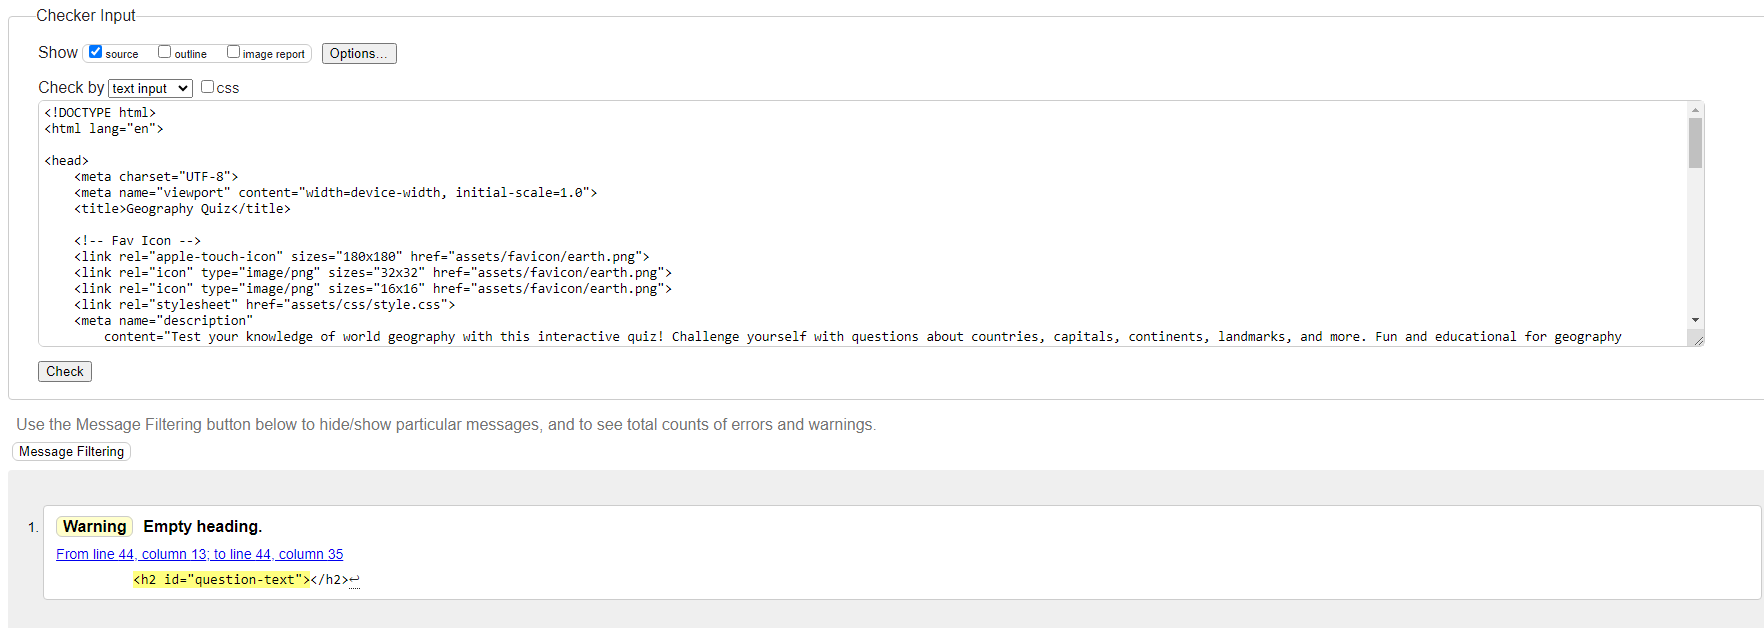 Checker Input
Show source outline image report Options...
Check by text input css
<!DOCTYPE html>
<html lang="en">
<head>
<meta charset="UTF-8">
<meta name="viewport" content="width=device-width, initial-scale=1.0">
<title>Geography Quiz</title>
<!-- Fav Icon -->
<link rel="apple-touch-icon" sizes="180x180" href="assets/favicon/earth.png">
<link rel="icon" type="image/png" sizes="32x32" href="assets/favicon/earth.png">
<link rel="icon" type="image/png" sizes="16x16" href="assets/favicon/earth.png">
<link rel="stylesheet" href="assets/css/style.css">
<meta name="description"
content="Test your knowledge of world geography with this interactive quiz! Challenge yourself with questions about countries, capitals, continents, landmarks, and more. Fun and educational for geography
Check
Use the Message Filtering button below to hide/show particular messages, and to see total counts of errors and warnings.
Message Filtering
1. Warning Empty heading.
From line 44, column 13; to line 44, column 35
<h2 id="question-text"></h2>↩